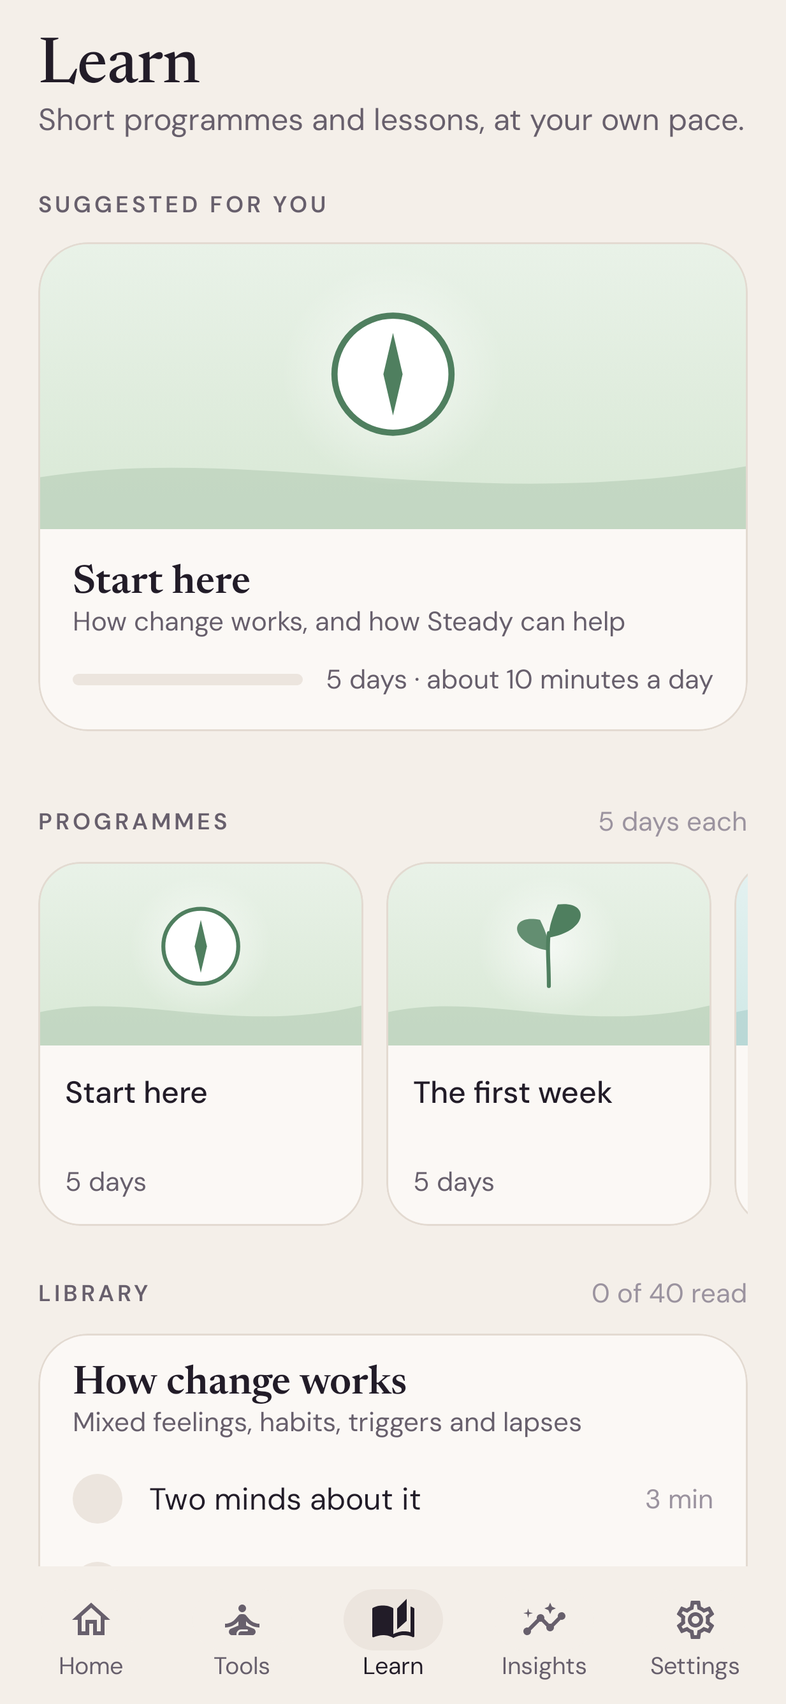 Learn
Short programmes and lessons, at your own pace.
SUGGESTED FOR YOU
Start here
How change works, and how Steady can help
5 days · about 10 minutes a day
PROGRAMMES
5 days each
Start here
The first week
5 days
5 days
LIBRARY
0 of 40 read
How change works
Mixed feelings, habits, triggers and lapses
Two minds about it
3 min
Home
Tools
Learn
Insights
Settings